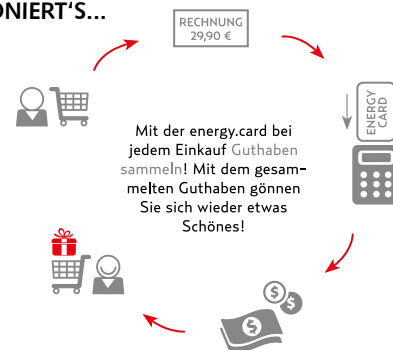 ONIERT'S...
RECHNUNG
29,90 €
ENERGY
CARD
Mit der energy.card bei
jedem Einkauf Guthaben
sammeln! Mit dem gesam-
melten Guthaben gönnen
Sie sich wieder etwas
Schönes!
$
$
$